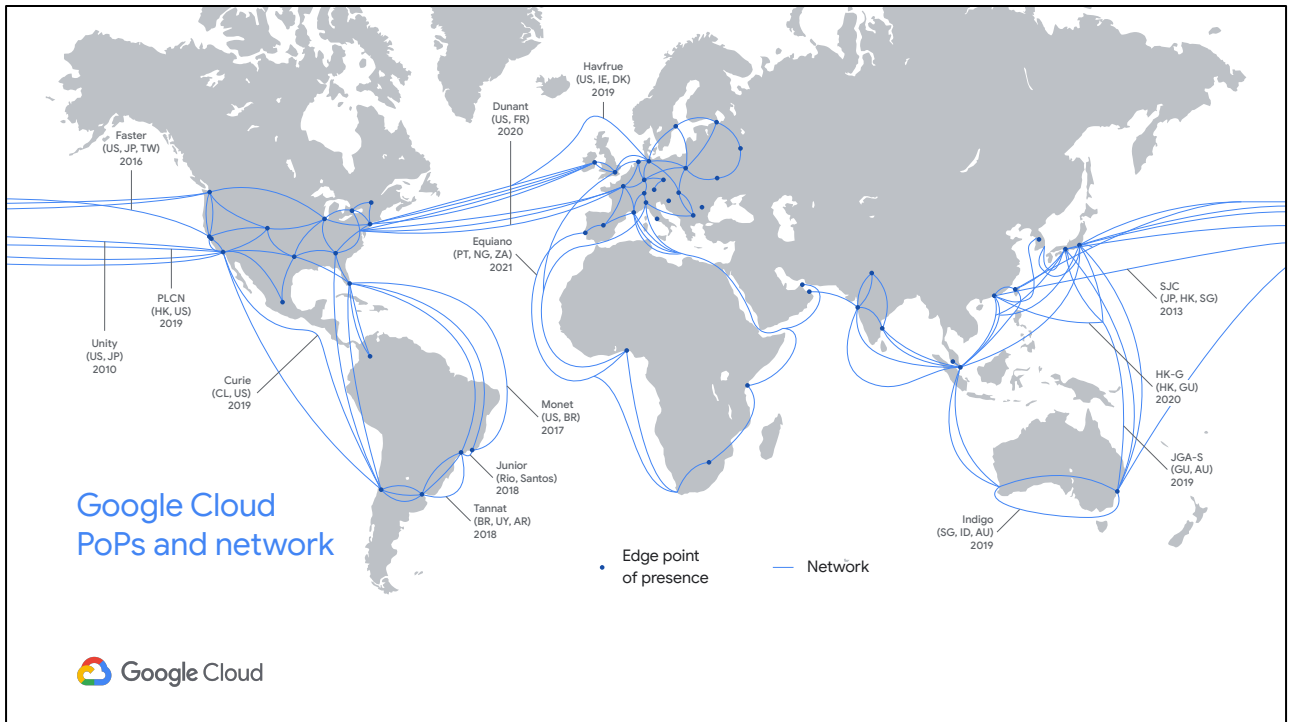 Havfrue
(US, IE, DK)
2019
Dunant
(US, FR)
2020
Faster
(US, JP, TW)
2016
Equiano
(PT, NG, ZA)
2021
PLCN
(HK, US)
2019
Unity
(US, JP)
2010
SJC
(JP, HK, SG)
2013
Curie
(CL, US)
2019
HK-G
(HK, GU)
2020
Monet
(US, BR)
2017
JGA-S
(GU, AU)
2019
Junior
(Rio, Santos)
2018
Tannat
(BR, UY, AR)
2018
Indigo
(SG, ID, AU)
2019
Google Cloud
PoPs and network
Edge point
of presence
Network
Google Cloud